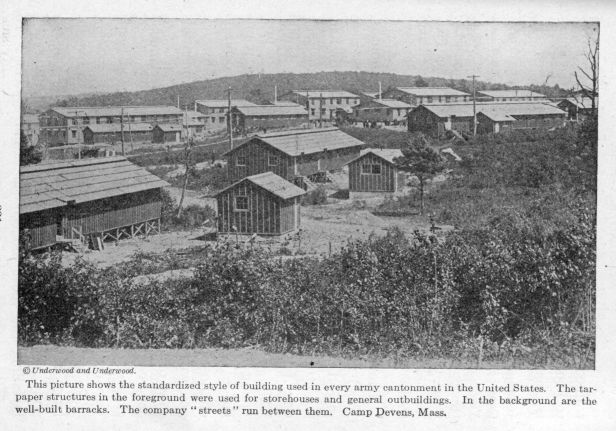 © Underwood and Underwood.
This picture shows the standardized style of building used in every army cantonment in the United States. The tar-
paper structures in the foreground were used for storehouses and general outbuildings. In the background are the
well-built barracks. The company "streets" run between them. Camp Devens, Mass.